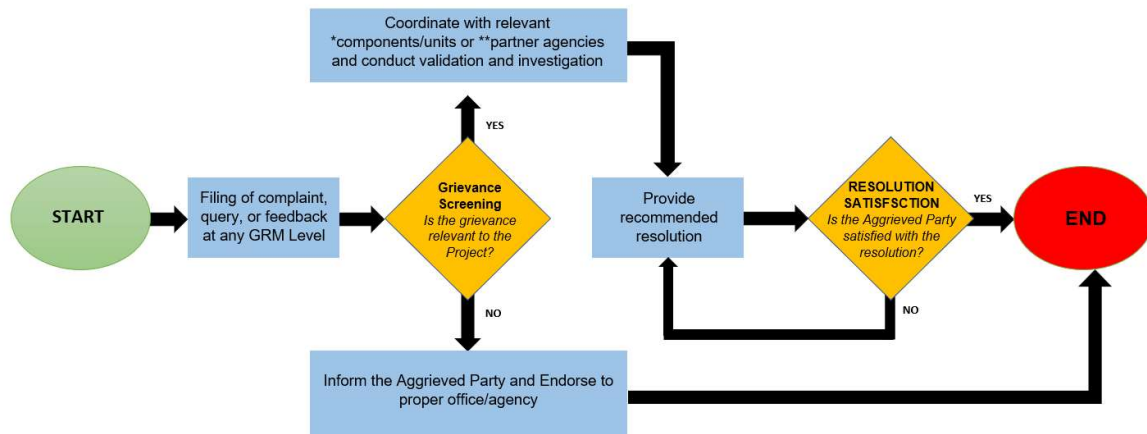 Coordinate with relevant
*components/units or **partner agencies
and conduct validation and investigation
YES
START
Filing of complaint,
query, or feedback
at any GRM Level
Grievance
Screening
Is the grievance
relevant to the
Project?
Provide
recommended
resolution
RESOLUTION
SATISFSCTION
Is the Aggrieved Party
satisfied with the
resolution?
YES
END
NO
NO
Inform the Aggrieved Party and Endorse to
proper office/agency